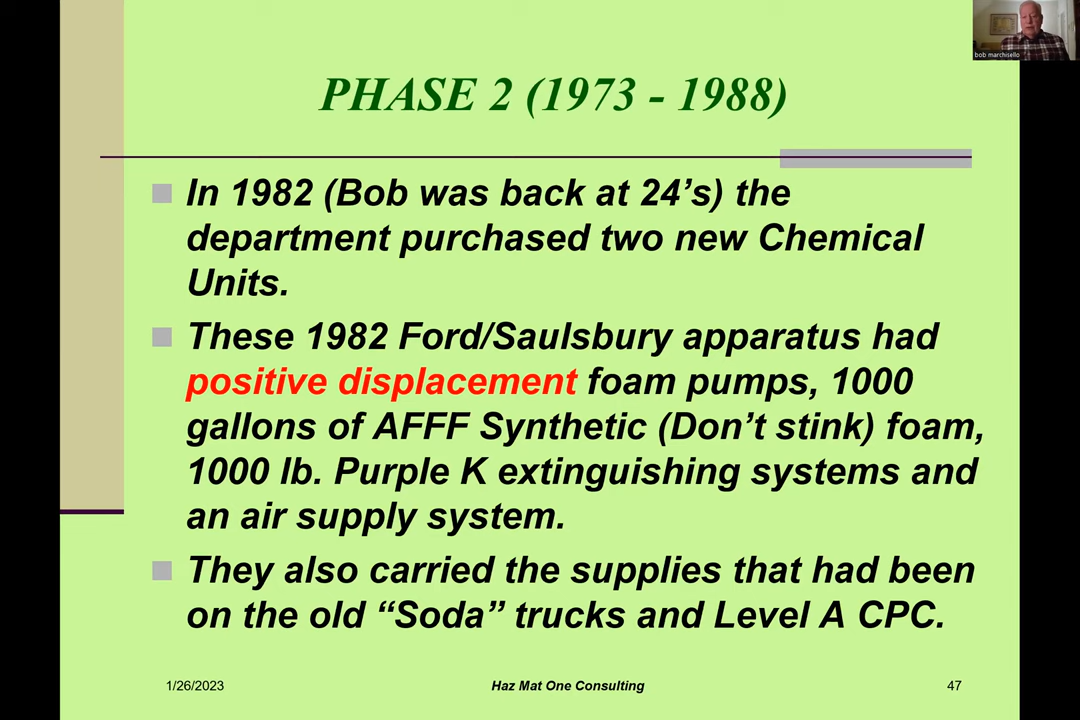 bob marchisello
PHASE 2 (1973 - 1988)
In 1982 (Bob was back at 24’s) the
department purchased two new Chemical
Units.
These 1982 Ford/Saulsbury apparatus had
positive displacement foam pumps, 1000
gallons of AFFF Synthetic (Don’t stink) foam,
1000 lb. Purple K extinguishing systems and
an air supply system.
They also carried the supplies that had been
on the old “Soda” trucks and Level A CPC.
1/26/2023
Haz Mat One Consulting
47